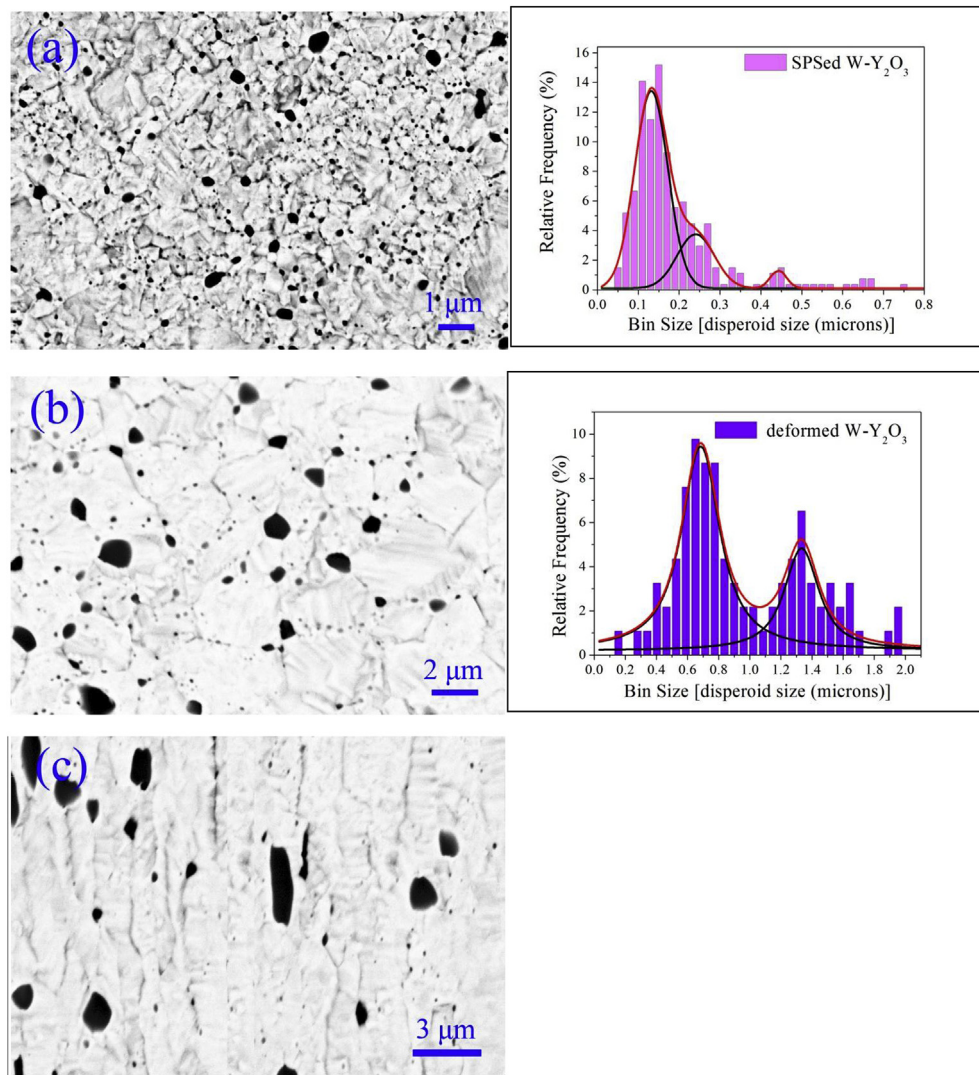 (a)
1 μm
16
14
12
10
8
6
4
2
0
SPSed W-Y₂O₃
Relative Frequency (%)
0.0 0.1 0.2 0.3 0.4 0.5 0.6 0.7 0.8
Bin Size [disperoid size (microns)]
(b)
2 μm
10
8
6
4
2
0
deformed W-Y₂O₃
Relative Frequency (%)
0.0 0.2 0.4 0.6 0.8 1.0 1.2 1.4 1.6 1.8 2.0
Bin Size [disperoid size (microns)]
(c)
3 μm